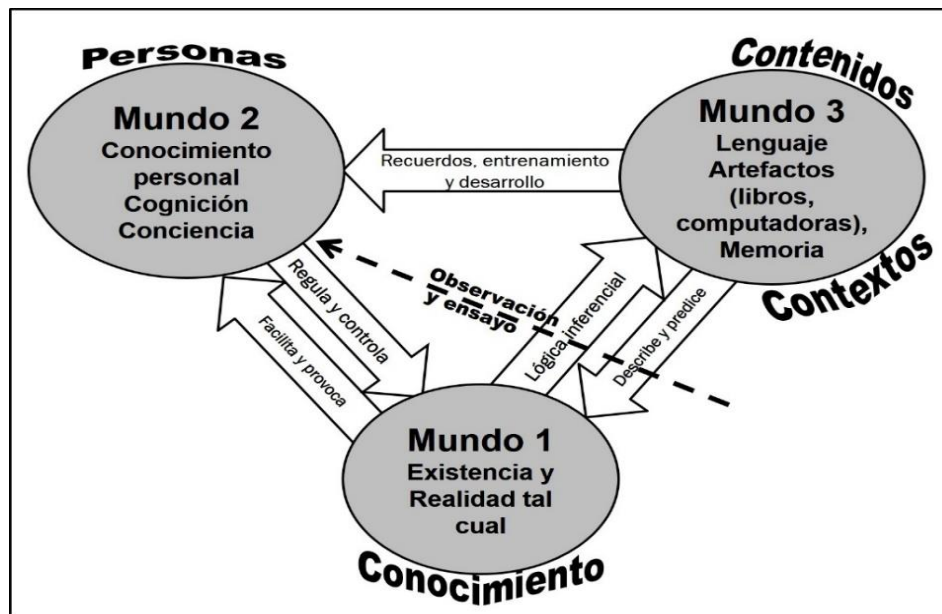 Personas
Mundo 2
Conocimiento
personal
Cognición
Conciencia
Contenidos
Mundo 3
Lenguaje
Artefactos
(libros,
computadoras),
Memoria
Contextos
Recuerdos, entrenamiento
y desarrollo
Regula y controla
Facilita y provoca
Observación
y ensayo
Lógica inferencial
Describe y predice
Mundo 1
Existencia y
Realidad tal
cual
Conocimiento